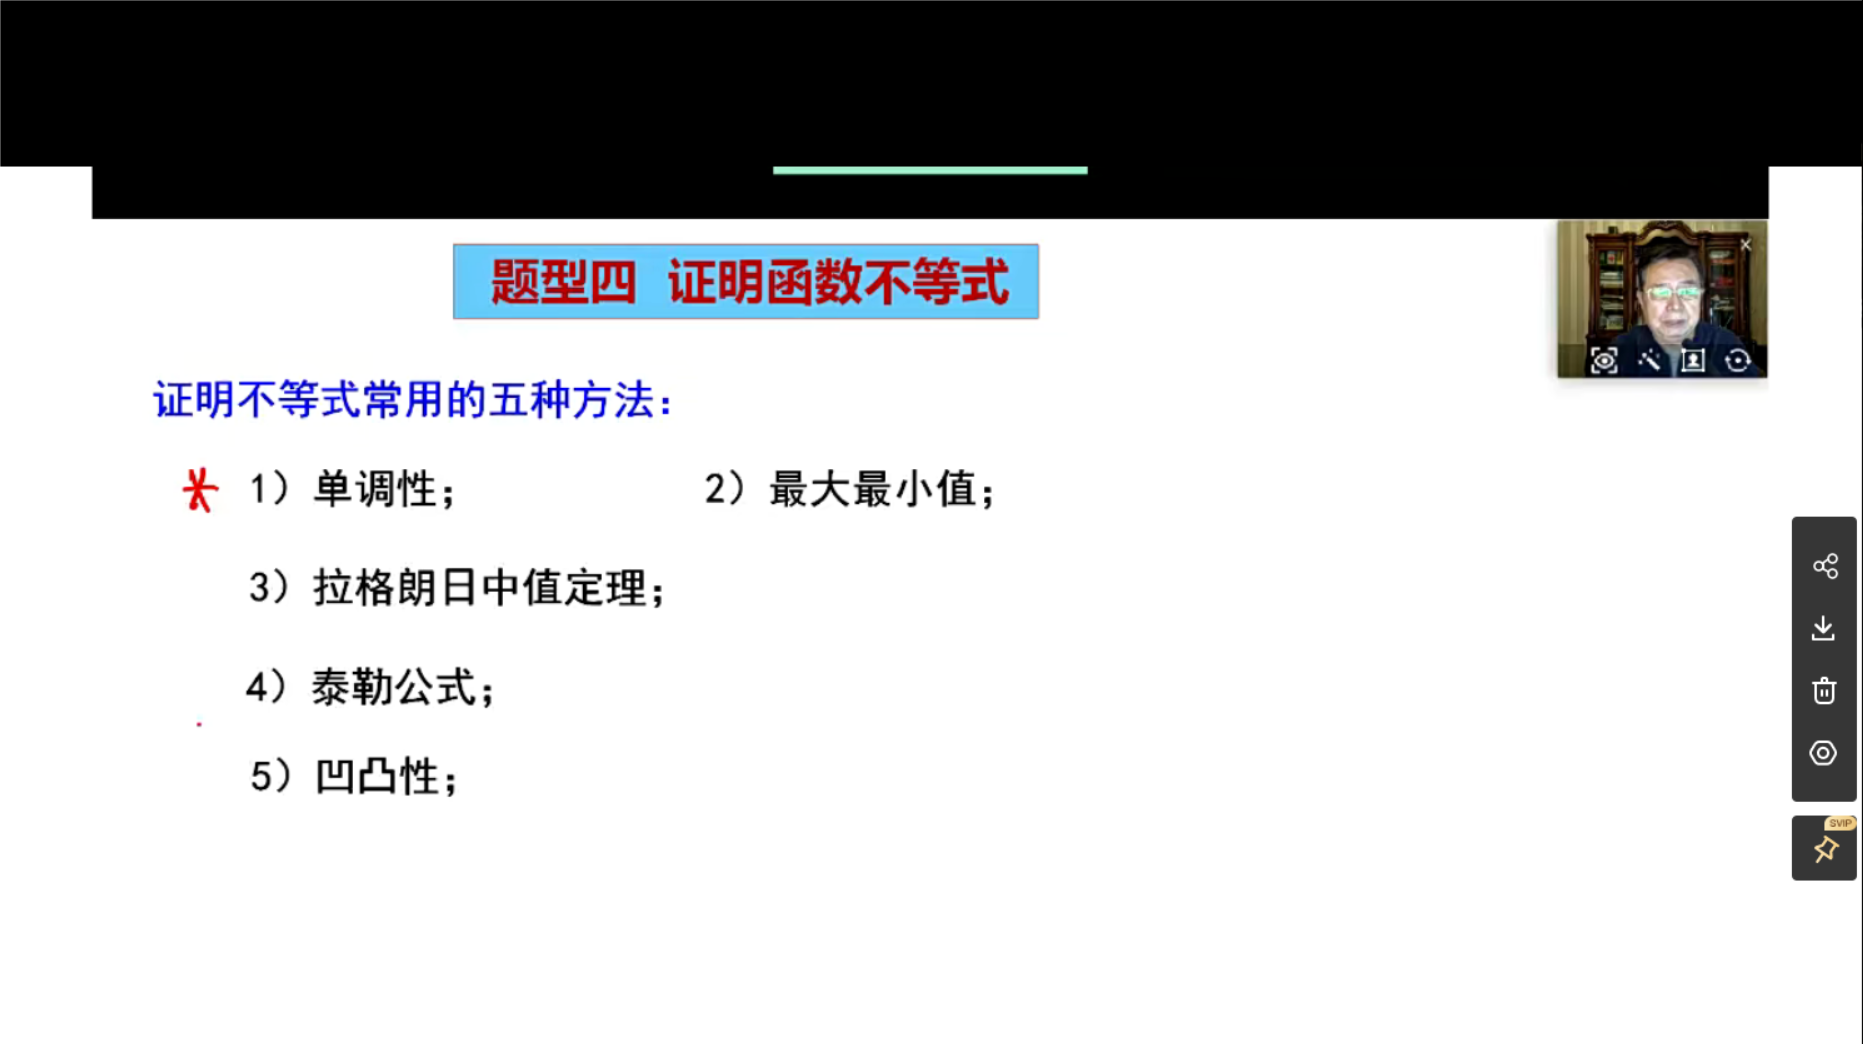 题型四 证明函数不等式
证明不等式常用的五种方法：
* 1）单调性； 2）最大最小值；
3）拉格朗日中值定理；
4）泰勒公式；
5）凹凸性；
SVIP